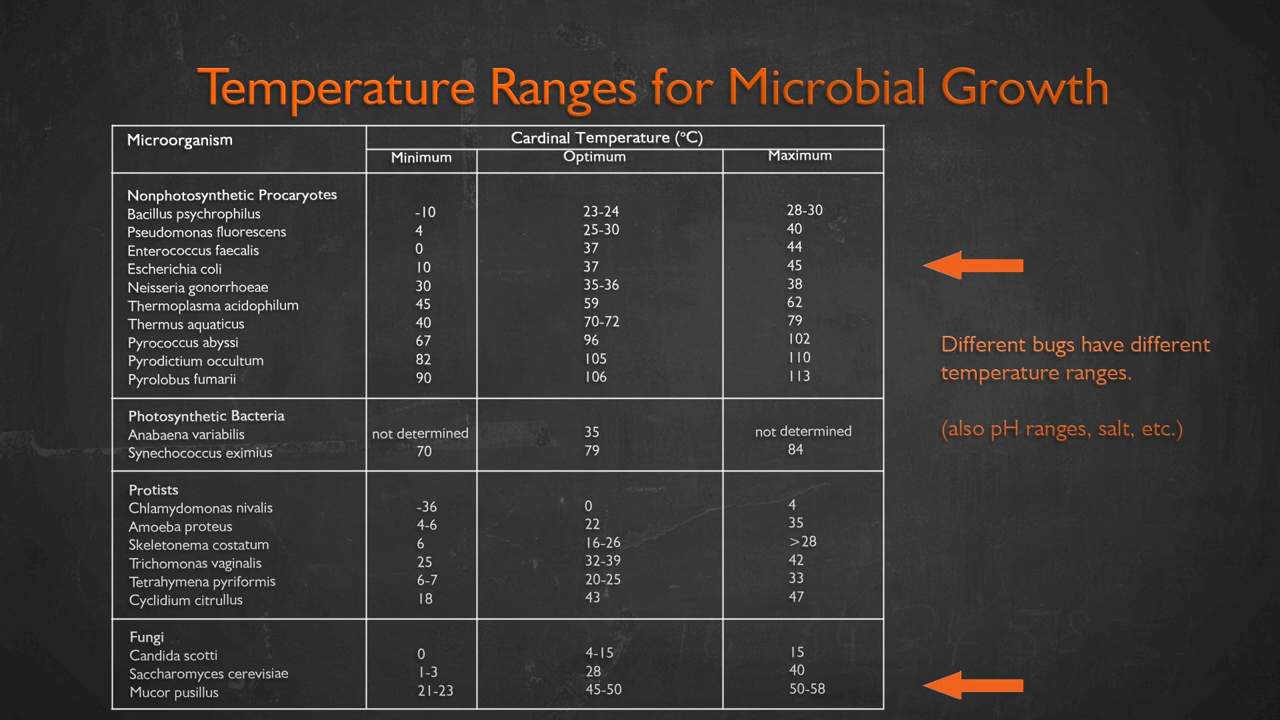 Temperature Ranges for Microbial Growth
Microorganism Cardinal Temperature (°C)
Minimum Optimum Maximum
Nonphotosynthetic Procaryotes
Bacillus psychrophilus -10 23-24 28-30
Pseudomonas fluorescens 4 25-30 40
Enterococcus faecalis 0 37 44
Escherichia coli 10 37 45
Neisseria gonorrhoeae 30 35-36 38
Thermoplasma acidophilum 45 59 62
Thermus aquaticus 40 70-72 79
Pyrococcus abyssi 67 96 102
Pyrodictium occultum 82 105 110
Pyrolobus fumarii 90 106 113
Photosynthetic Bacteria
Anabaena variabilis not determined 35 not determined
Synechococcus eximius 70 79 84
Protists
Chlamydomonas nivalis -36 0 4
Amoeba proteus 4-6 22 35
Skeletonema costatum 6 16-26 >28
Trichomonas vaginalis 25 32-39 42
Tetrahymena pyriformis 6-7 20-25 33
Cyclidium citrullus 18 43 47
Fungi
Candida scotti 0 4-15 15
Saccharomyces cerevisiae 1-3 28 40
Mucor pusillus 21-23 45-50 50-58
Different bugs have different
temperature ranges.
(also pH ranges, salt, etc.)